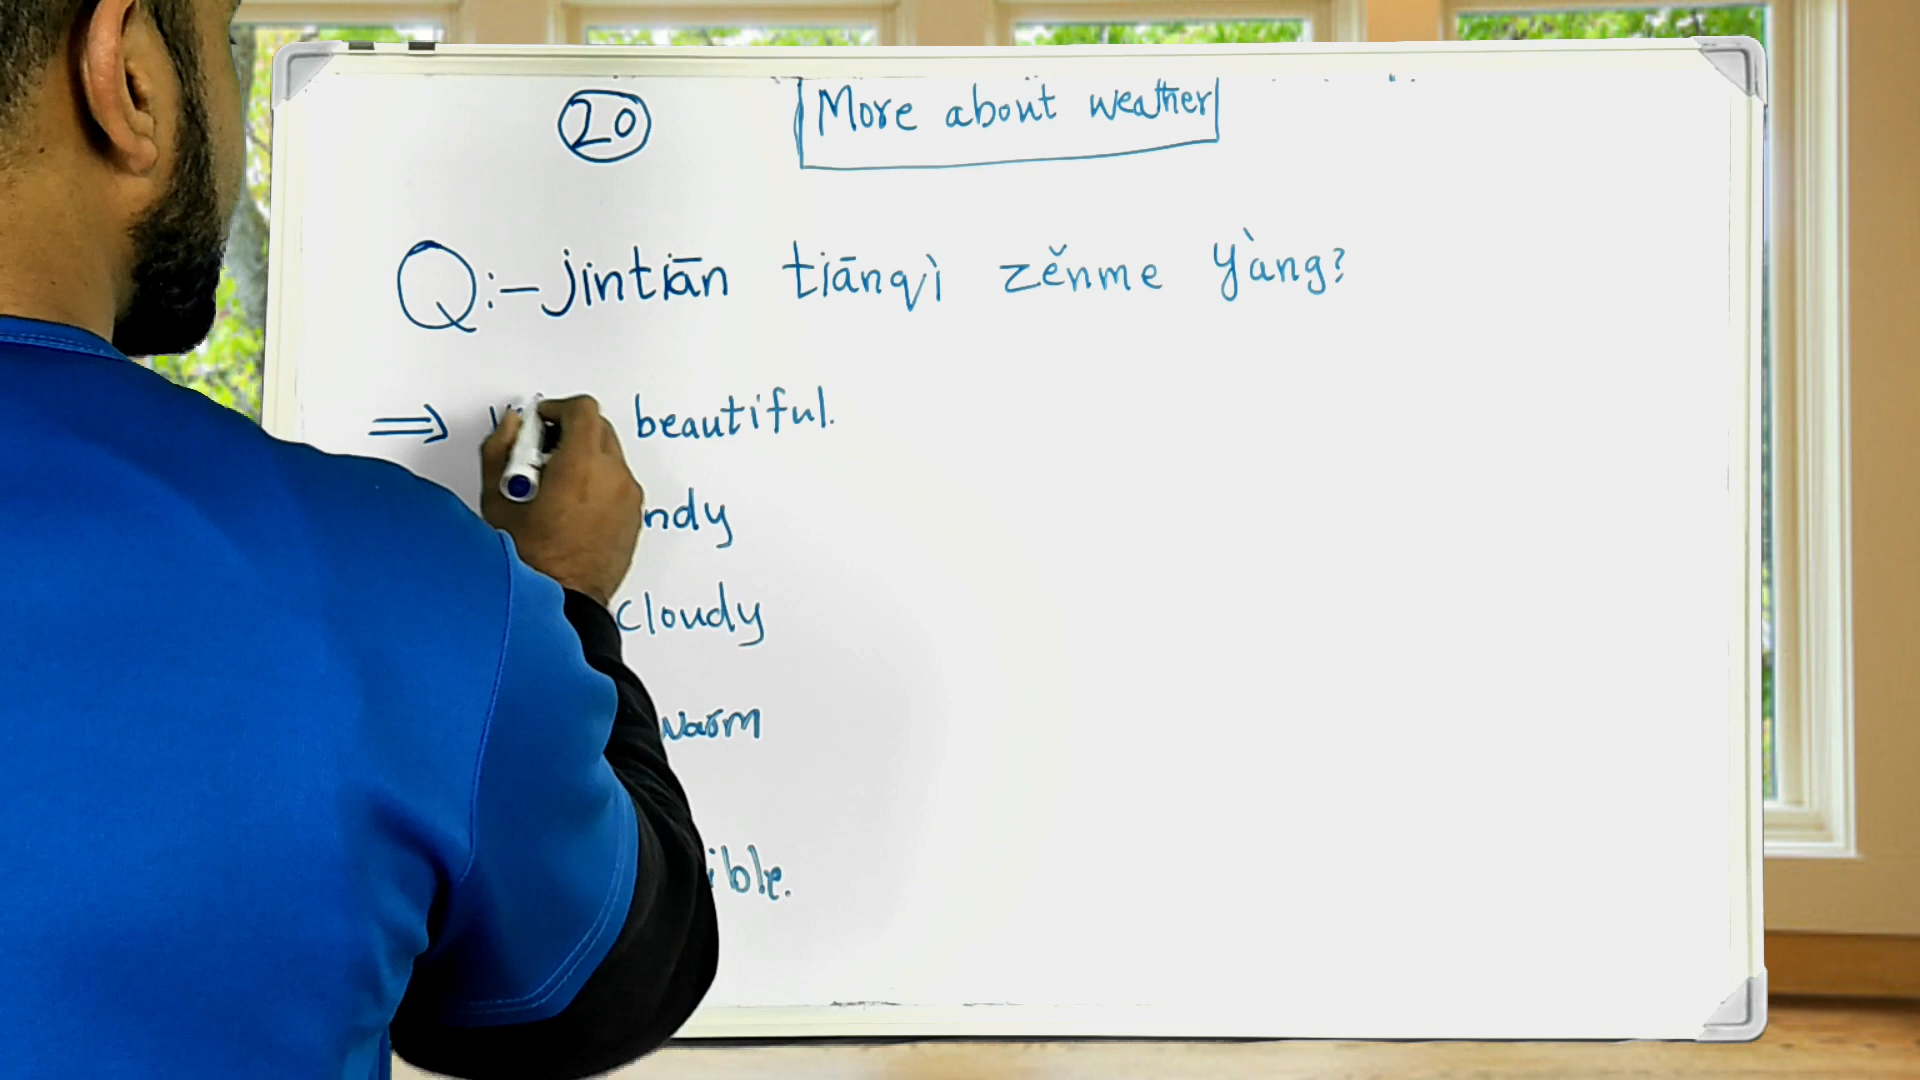 20
More about weather
Q:- jintiān tiānqì zěnme yàng?
⇒ beautiful.
ndy
cloudy
warm
ible.